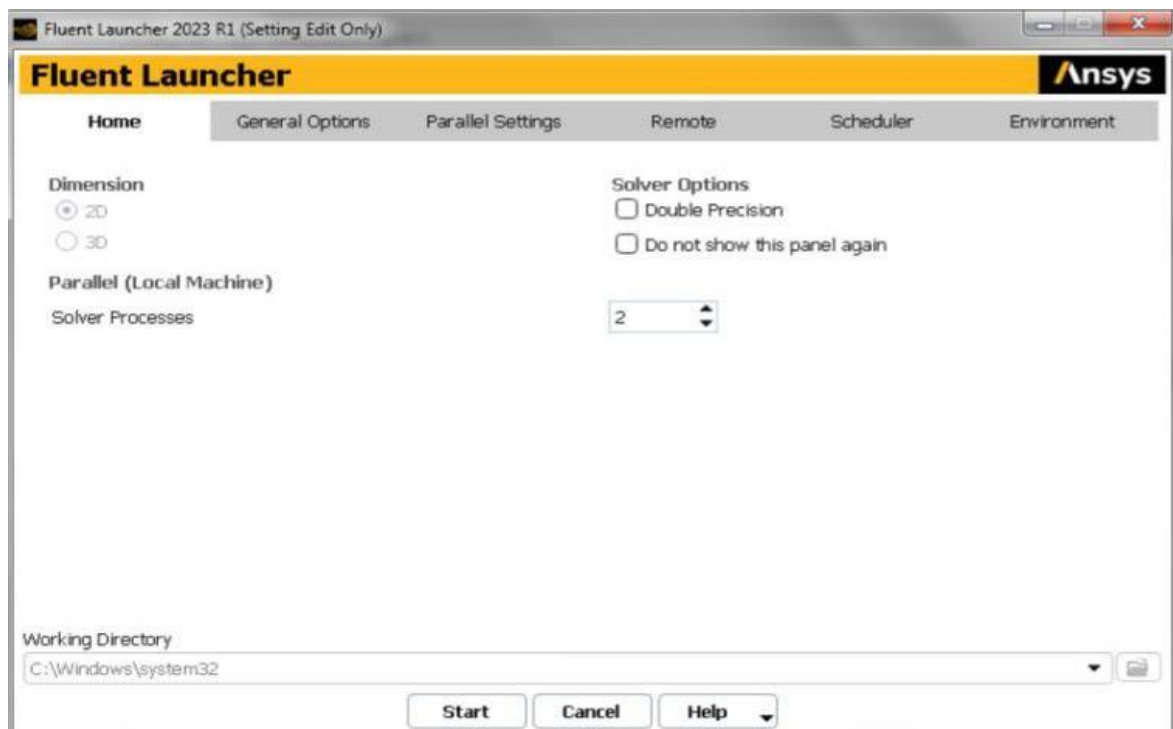 Fluent Launcher 2023 R1 (Setting Edit Only)
Fluent Launcher
Ansys
Home General Options Parallel Settings Remote Scheduler Environment
Dimension
2D
3D
Solver Options
Double Precision
Do not show this panel again
Parallel (Local Machine)
Solver Processes 2
Working Directory
C:\Windows\system32
Start Cancel Help